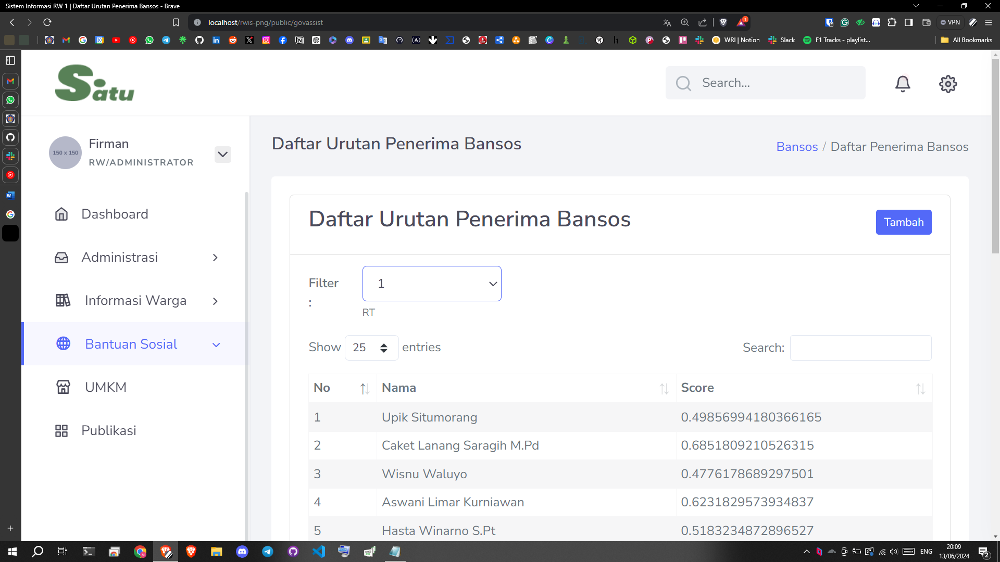 Sistem Informasi RW 1 | Daftar Urutan Penerima Bansos - Brave
localhost/rwis-png/public/govassist
1
VPN
WRI | Notion
Slack
F1 Tracks - playlist...
All Bookmarks
Satu
Search...
150 x 150
Firman
RW/ADMINISTRATOR
Dashboard
Administrasi
Informasi Warga
Bantuan Sosial
UMKM
Publikasi
Daftar Urutan Penerima Bansos
Bansos / Daftar Penerima Bansos
Daftar Urutan Penerima Bansos
Tambah
Filter
:
1
RT
Show 25 entries
Search:
No Nama Score
1 Upik Situmorang 0.49856994180366165
2 Caket Lanang Saragih M.Pd 0.6851809210526315
3 Wisnu Waluyo 0.4776178689297501
4 Aswani Limar Kurniawan 0.6231829573934837
5 Hasta Winarno S.Pt 0.5183234872896527
ENG
20:09
13/06/2024
2